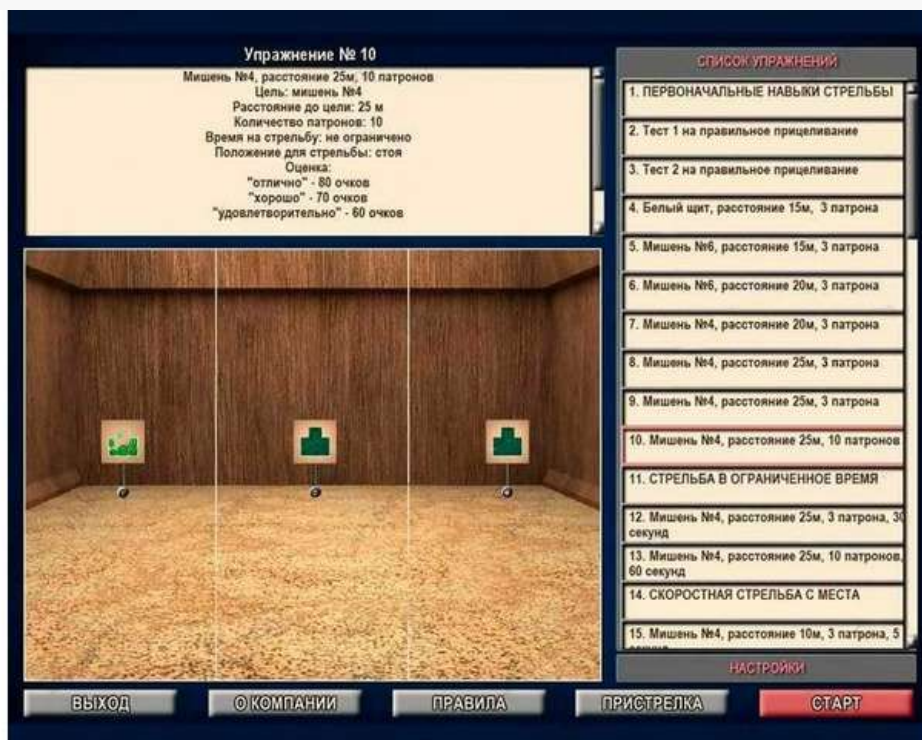 Упражнение № 10
Мишень №4, расстояние 25м, 10 патронов
Цель: мишень №4
Расстояние до цели: 25 м
Количество патронов: 10
Время на стрельбу: не ограничено
Положение для стрельбы: стоя
Оценка:
"отлично" - 80 очков
"хорошо" - 70 очков
"удовлетворительно" - 60 очков
СПИСОК УПРАЖНЕНИЙ
1. ПЕРВОНАЧАЛЬНЫЕ НАВЫКИ СТРЕЛЬБЫ
2. Тест 1 на правильное прицеливание
3. Тест 2 на правильное прицеливание
4. Белый щит, расстояние 15м, 3 патрона
5. Мишень №6, расстояние 15м, 3 патрона
6. Мишень №6, расстояние 20м, 3 патрона
7. Мишень №4, расстояние 20м, 3 патрона
8. Мишень №4, расстояние 25м, 3 патрона
9. Мишень №4, расстояние 25м, 3 патрона
10. Мишень №4, расстояние 25м, 10 патронов
11. СТРЕЛЬБА В ОГРАНИЧЕННОЕ ВРЕМЯ
12. Мишень №4, расстояние 25м, 3 патрона, 30
секунд
13. Мишень №4, расстояние 25м, 10 патронов,
60 секунд
14. СКОРОСТНАЯ СТРЕЛЬБА С МЕСТА
15. Мишень №4, расстояние 10м, 3 патрона, 5
НАСТРОЙКИ
ВЫХОД
О КОМПАНИИ
ПРАВИЛА
ПРИСТРЕЛКА
СТАРТ